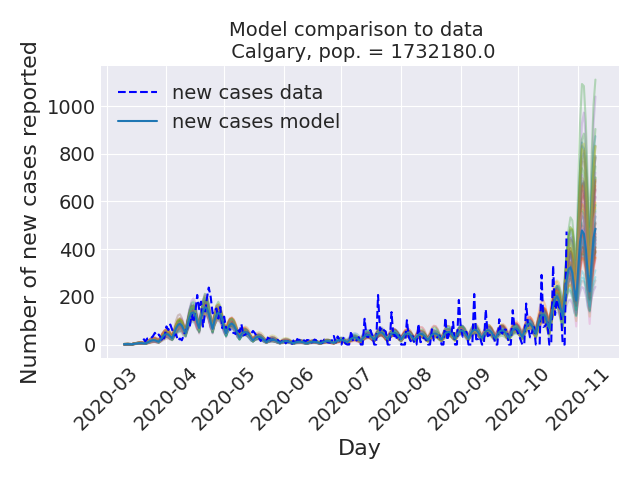 Model comparison to data
Calgary, pop. = 1732180.0
Number of new cases reported
1000
800
600
400
200
0
new cases data
new cases model
2020-03
2020-04
2020-05
2020-06
2020-07
2020-08
2020-09
2020-10
2020-11
Day